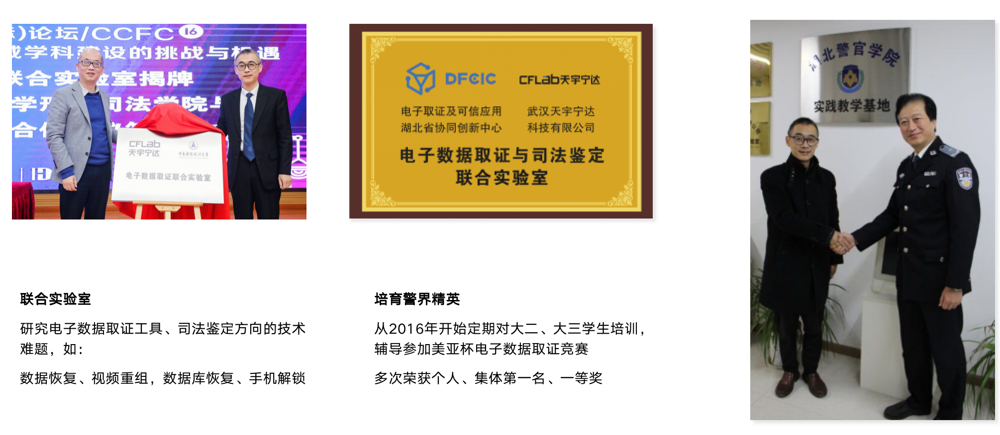 )论坛/CCFC 16
学科建设的挑战与机遇
联合实验室揭牌
司法学院
CFLab
天宇宁达
中南财经政法大学
电子数据取证联合实验室
DFCIC
CFLab天宇宁达
电子取证及可信应用
湖北省协同创新中心
武汉天宇宁达
科技有限公司
电子数据取证与司法鉴定
联合实验室
湖北警官学院
实践教学基地
联合实验室
研究电子数据取证工具、司法鉴定方向的技术
难题，如：
数据恢复、视频重组，数据库恢复、手机解锁
培育警界精英
从2016年开始定期对大二、大三学生培训，
辅导参加美亚杯电子数据取证竞赛
多次荣获个人、集体第一名、一等奖